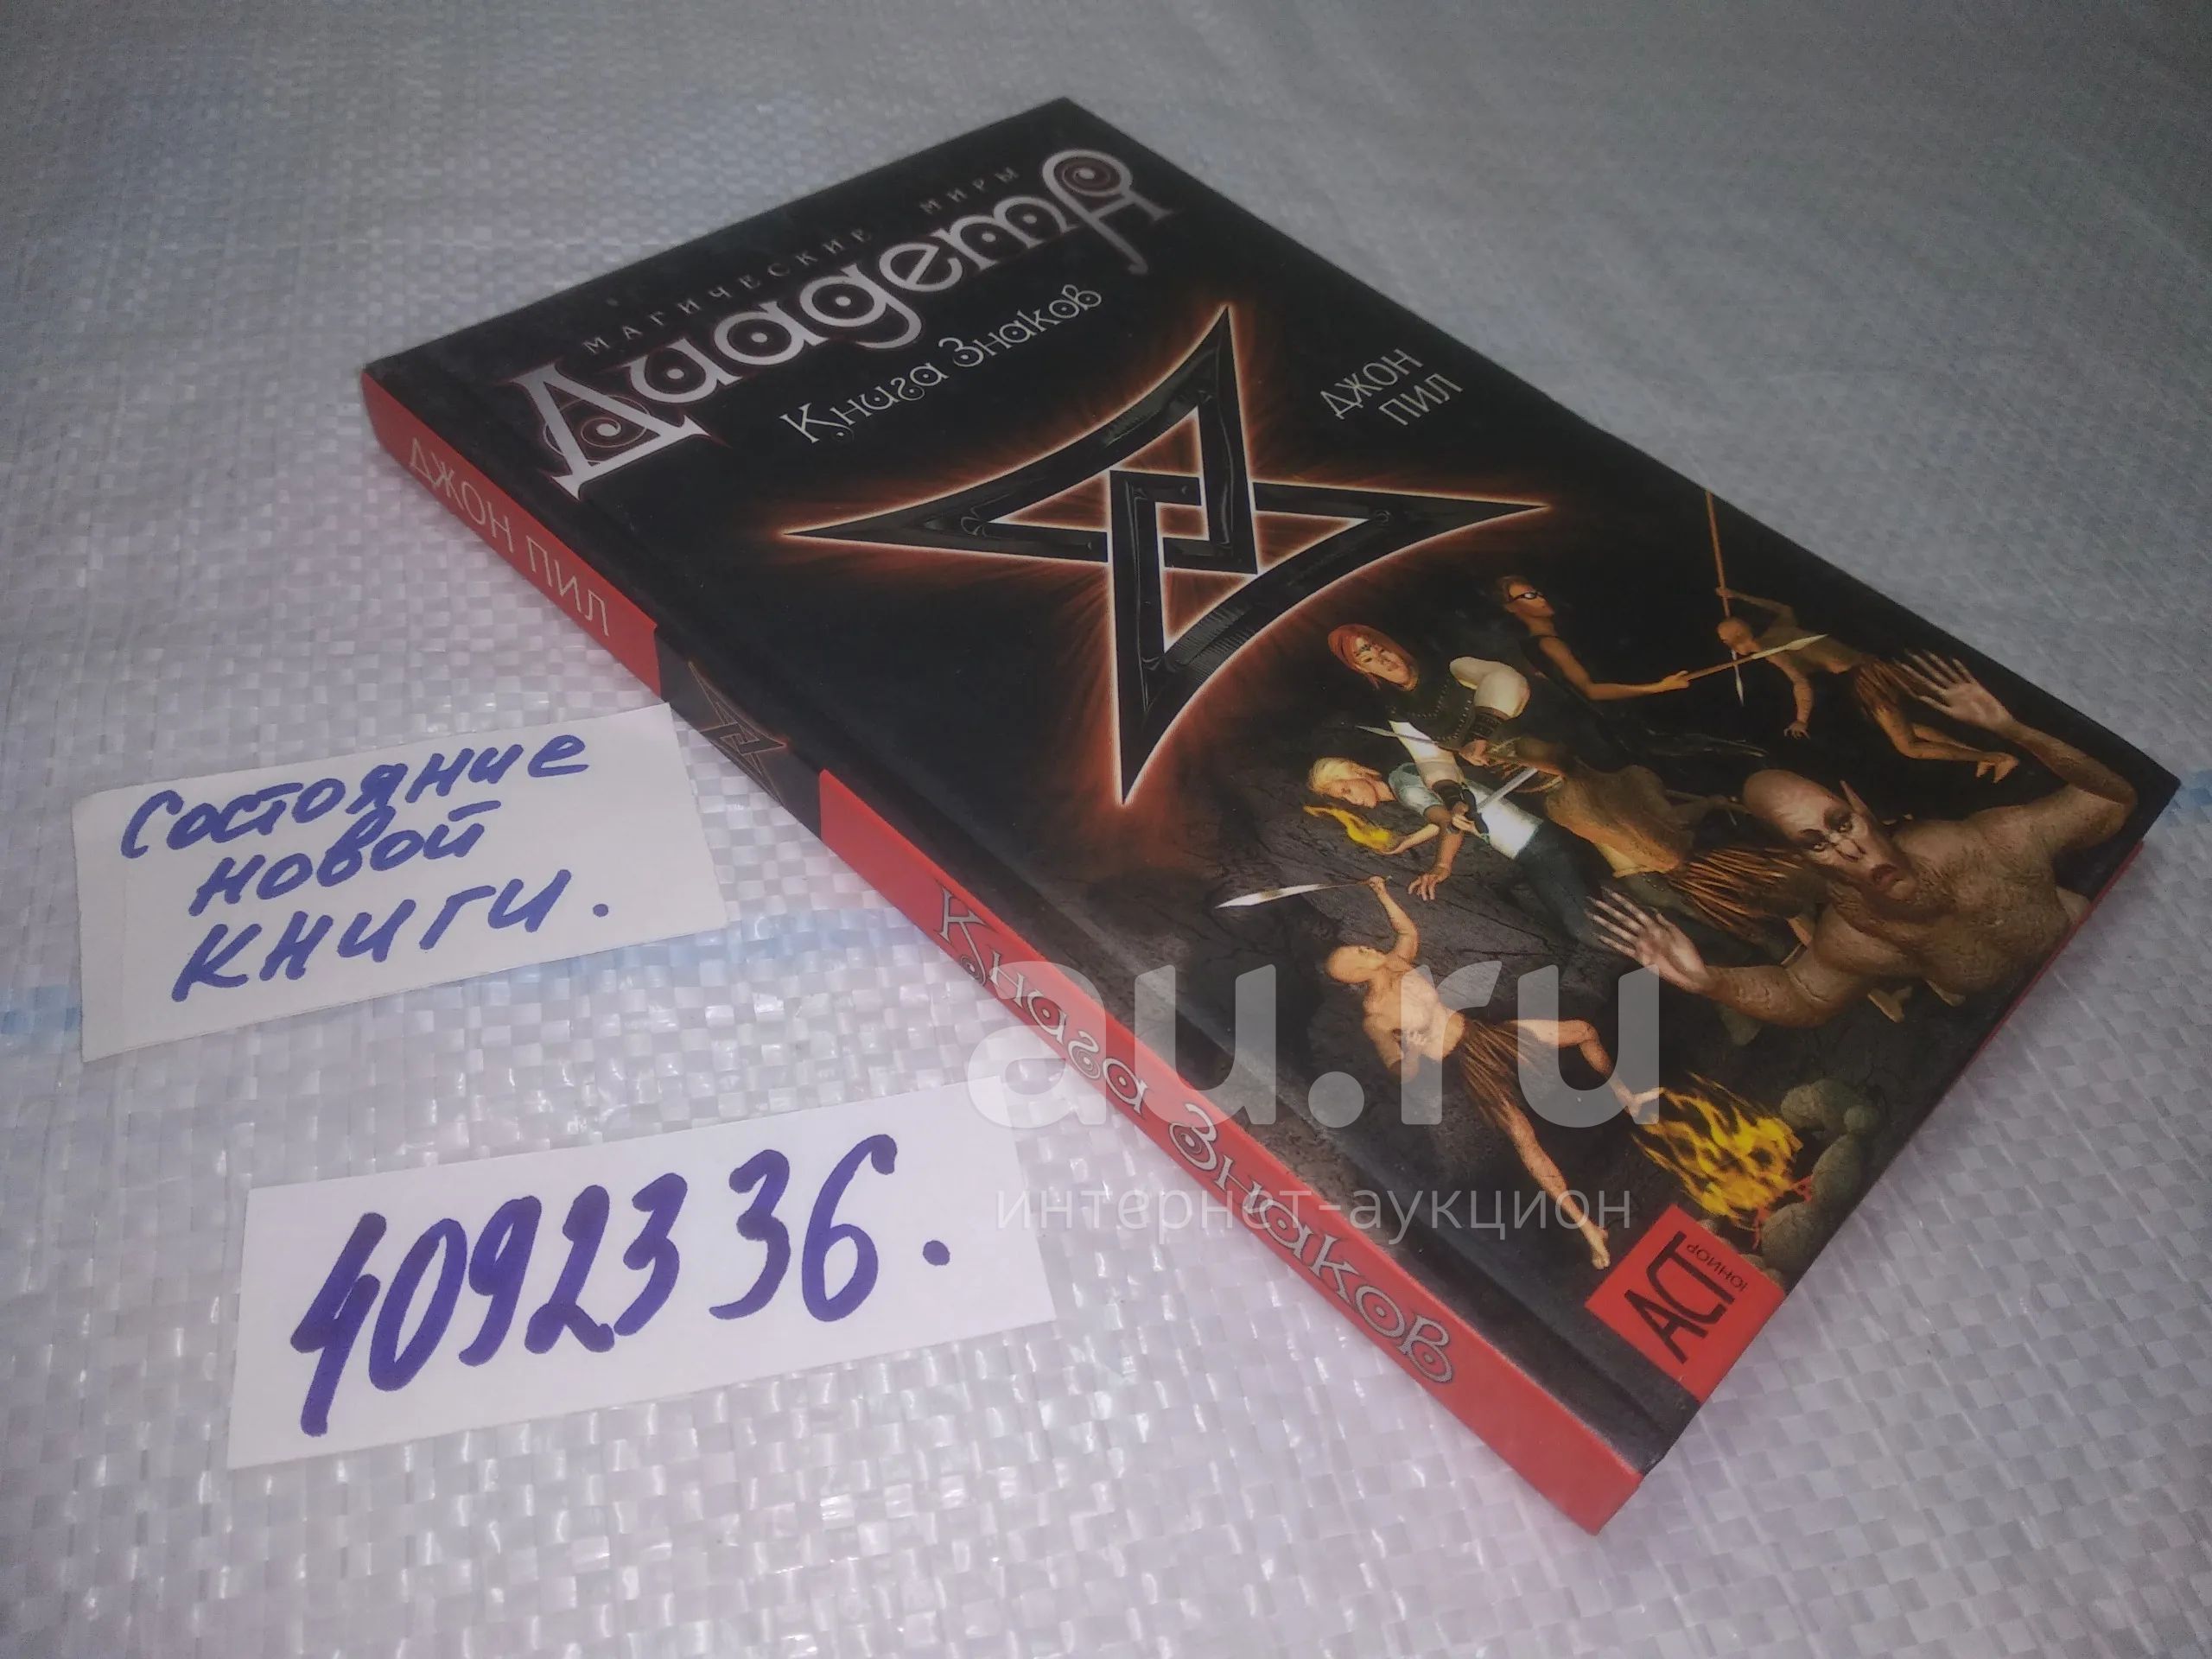 МАГИЧЕСКИЕ МИРЫ
Диадема
Книга Знаков
ДЖОН
ПИЛ
ДЖОН ПИЛ
Книга Знаков
АСТ
ЮНИОР
Состояние
новой
книги.
4092336.
au.ru
интернет-аукцион